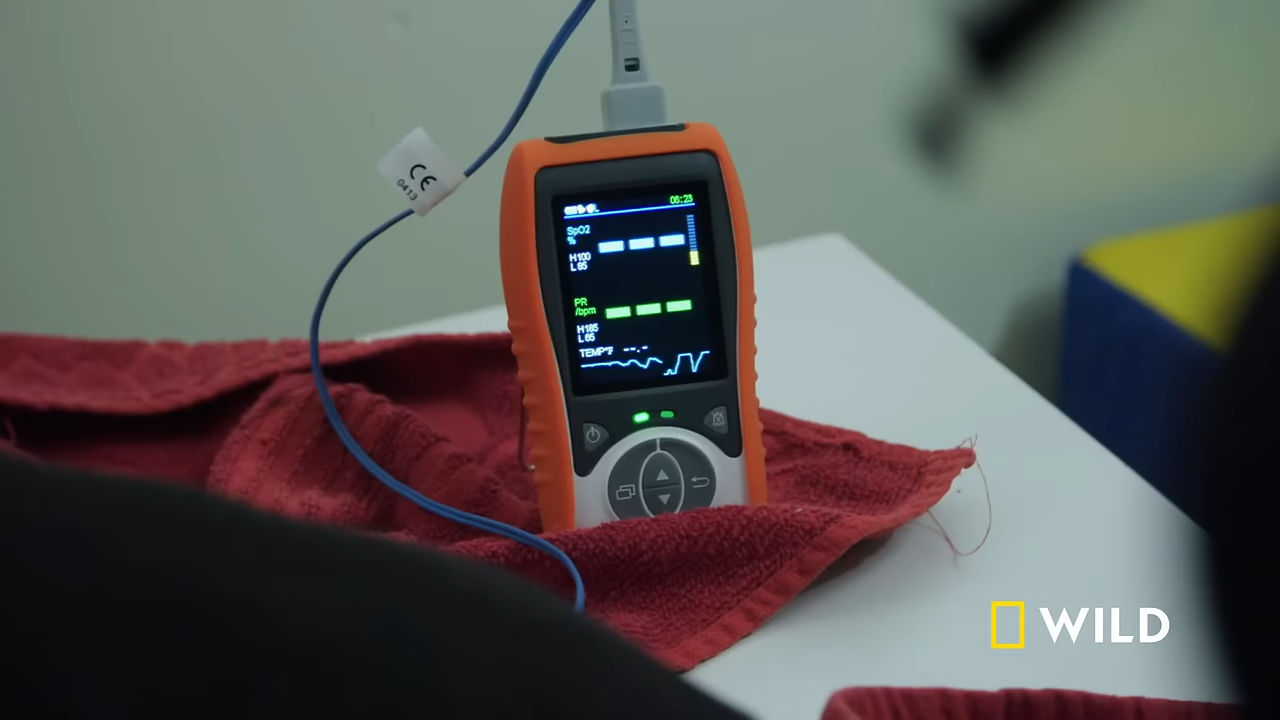 CE
0413
06:23
SpO2
%
H100
L85
PR
/bpm
H185
L65
TEMP°F --.-
WILD